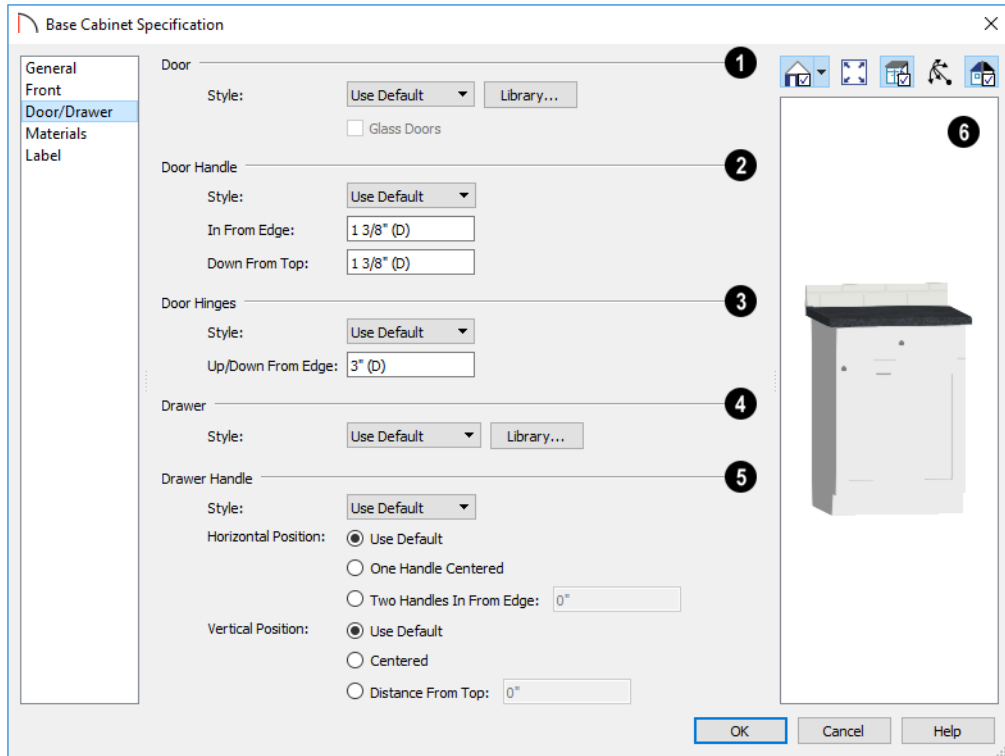 Base Cabinet Specification
General
Front
Door/Drawer
Materials
Label
Door
1
Style: Use Default Library...
Glass Doors
Door Handle
2
Style: Use Default
In From Edge: 1 3/8" (D)
Down From Top: 1 3/8" (D)
Door Hinges
3
Style: Use Default
Up/Down From Edge: 3" (D)
Drawer
4
Style: Use Default Library...
Drawer Handle
5
Style: Use Default
Horizontal Position: Use Default
One Handle Centered
Two Handles In From Edge: 0"
Vertical Position: Use Default
Centered
Distance From Top: 0"
6
OK Cancel Help